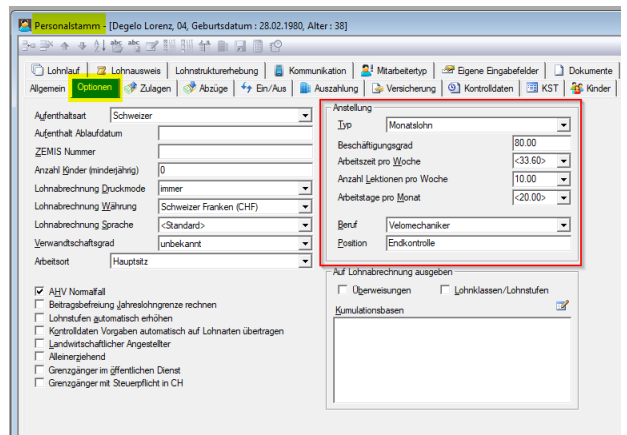 Personalstamm - [Degelo Lorenz, 04, Geburtsdatum : 28.02.1980, Alter : 38]
Lohnlauf Lohnausweis Lohnstrukturerhebung Kommunikation Mitarbeitertyp Eigene Eingabefelder Dokumente
Allgemein Optionen Zulagen Abzüge Ein/Aus Auszahlung Versicherung Kontrolldaten KST Kinder
Aufenthaltsart Schweizer
Aufenthalt Ablaufdatum
ZEMIS Nummer
Anzahl Kinder (minderjährig) 0
Lohnabrechnung Druckmode immer
Lohnabrechnung Währung Schweizer Franken (CHF)
Lohnabrechnung Sprache <Standard>
Verwandtschaftsgrad unbekannt
Arbeitsort Hauptsitz
AHV Normalfall
Beitragsbefreiung Jahreslohngrenze rechnen
Lohnstufen automatisch erhöhen
Kontrolldaten Vorgaben automatisch auf Lohnarten übertragen
Landwirtschaftlicher Angestellter
Alleinerziehend
Grenzgänger im öffentlichen Dienst
Grenzgänger mit Steuerpflicht in CH
Anstellung
Typ Monatslohn
Beschäftigungsgrad 80.00
Arbeitszeit pro Woche <33.60>
Anzahl Lektionen pro Woche 10.00
Arbeitstage pro Monat <20.00>
Beruf Velomechaniker
Position Endkontrolle
Auf Lohnabrechnung ausgeben
Überweisungen Lohnklassen/Lohnstufen
Kumulationsbasen